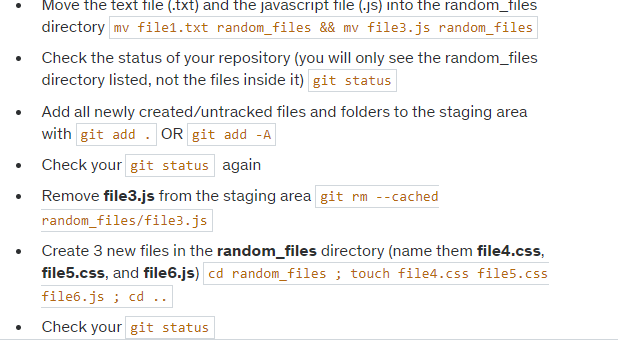 Move the text file (.txt) and the javascript file (.js) into the random_files
directory mv file1.txt random_files && mv file3.js random_files
Check the status of your repository (you will only see the random_files
directory listed, not the files inside it) git status
Add all newly created/untracked files and folders to the staging area
with git add . OR git add -A
Check your git status again
Remove file3.js from the staging area git rm --cached
random_files/file3.js
Create 3 new files in the random_files directory (name them file4.css,
file5.css, and file6.js) cd random_files ; touch file4.css file5.css
file6.js ; cd ..
Check your git status